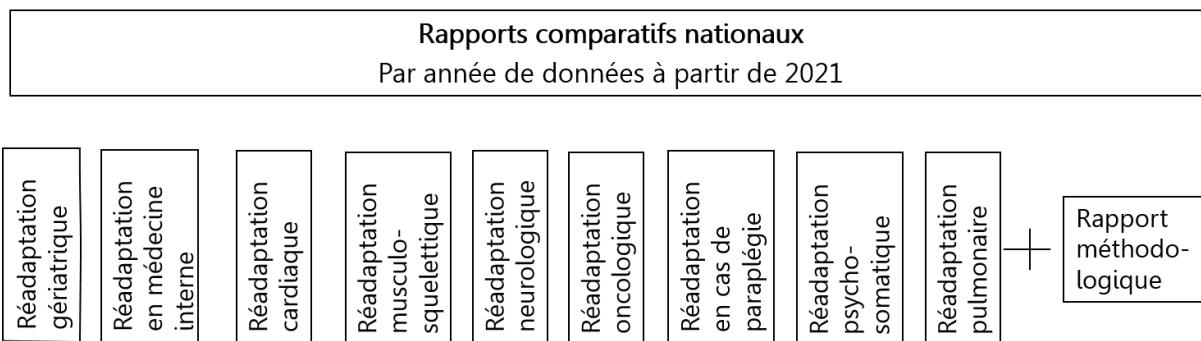 Rapports comparatifs nationaux
Par année de données à partir de 2021
Réadaptation
gériatrique
Réadaptation
en médecine
interne
Réadaptation
cardiaque
Réadaptation
musculo-
squelettique
Réadaptation
neurologique
Réadaptation
oncologique
Réadaptation
en cas de
paraplégie
Réadaptation
psycho-
somatique
Réadaptation
pulmonaire
Rapport
méthodo-
logique